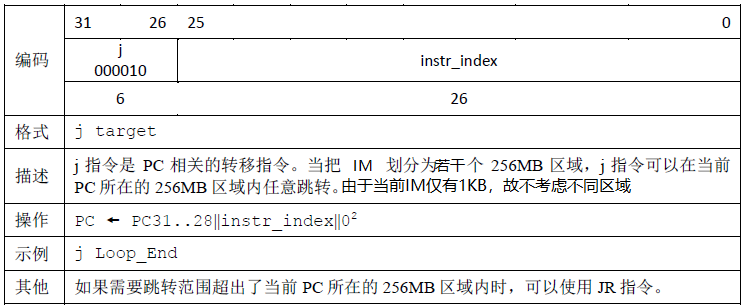 31 26 25 0
编码
j
000010
instr_index
6 26
格式 j target
描述 j 指令是 PC 相关的转移指令。当把 IM 划分为若干个 256MB 区域，j 指令可以在当前
PC 所在的 256MB 区域内任意跳转。由于当前IM仅有1KB，故不考虑不同区域
操作 PC ← PC31..28||instr_index||0²
示例 j Loop_End
其他 如果需要跳转范围超出了当前 PC 所在的 256MB 区域内时，可以使用 JR 指令。